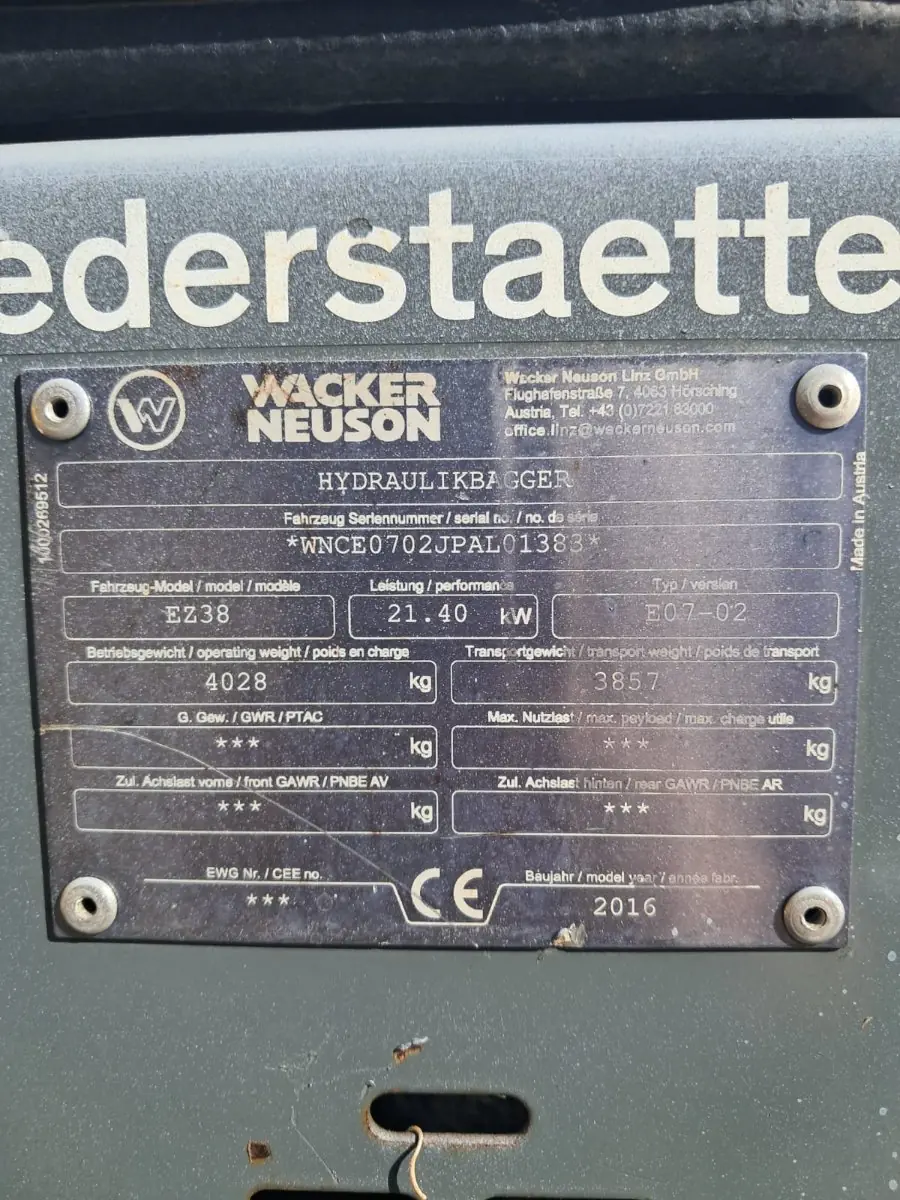 ederstaette
WACKER
NEUSON
Wacker Neuson Linz GmbH
Flughafenstraße 7, 4063 Hörsching
Austria, Tel. +43 (0)7221 63000
office.linz@wackerneuson.com
HYDRAULIKBAGGER
1000269512
Made in Austria
Fahrzeug Seriennummer / serial no. / no. de série
*WNCE0702JPAL01383*
Fahrzeug-Model / model / modèle
Leistung / performance
Typ / version
EZ38
21.40 kW
E07-02
Betriebsgewicht / operating weight / poids en charge
Transportgewicht / transport weight / poids de transport
4028 kg
3857 kg
G. Gew. / GWR / PTAC
Max. Nutzlast / max. payload / max. charge utile
*** kg
*** kg
Zul. Achslast vorne / front GAWR / PNBE AV
Zul. Achslast hinten / rear GAWR / PNBE AR
*** kg
*** kg
EWG Nr. / CEE no.
***
CE
Baujahr / model year / année fabr.
2016